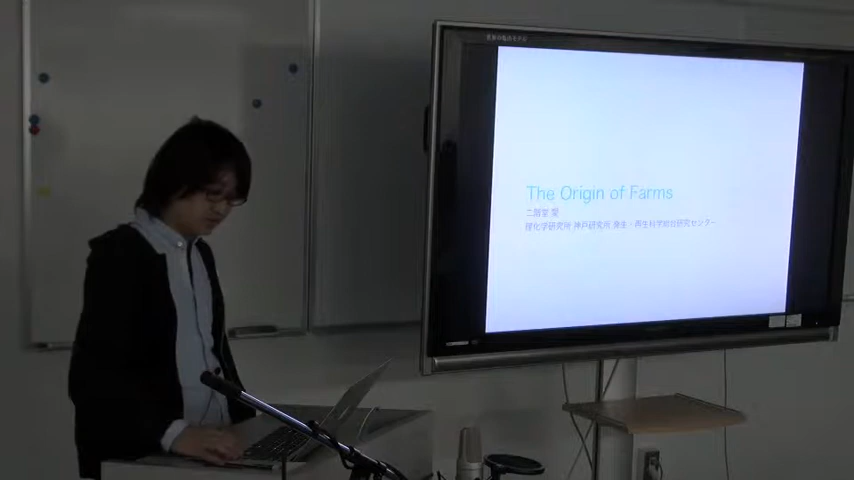 The Origin of Farms
二階堂 愛
理化学研究所 神戸研究所 発生・再生科学総合研究センター